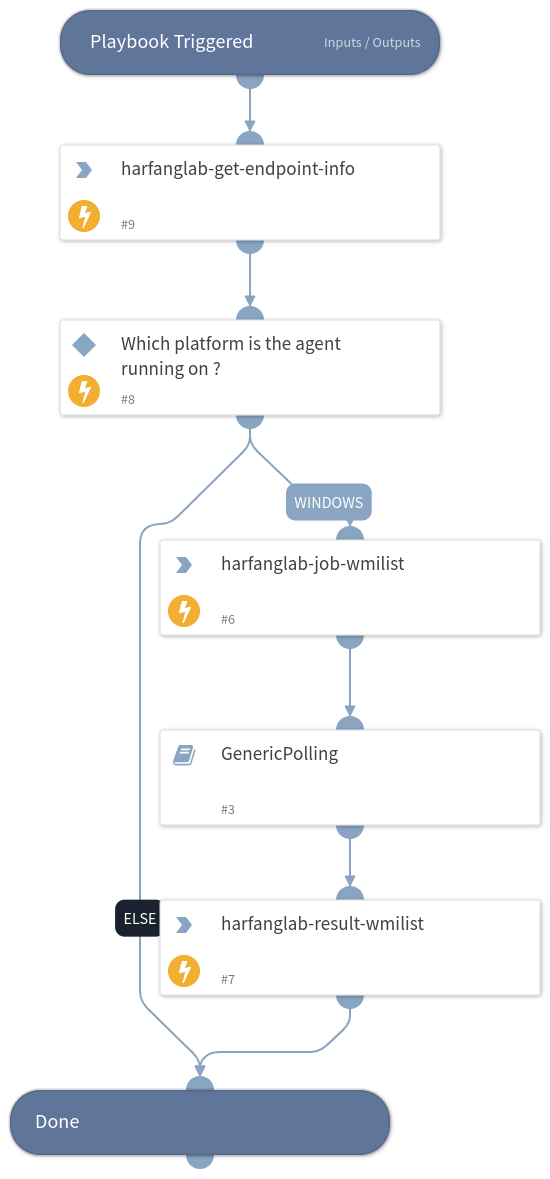 Playbook Triggered
Inputs / Outputs
harfanglab-get-endpoint-info
#9
Which platform is the agent
running on ?
#8
WINDOWS
harfanglab-job-wmilist
#6
GenericPolling
#3
ELSE
harfanglab-result-wmilist
#7
Done